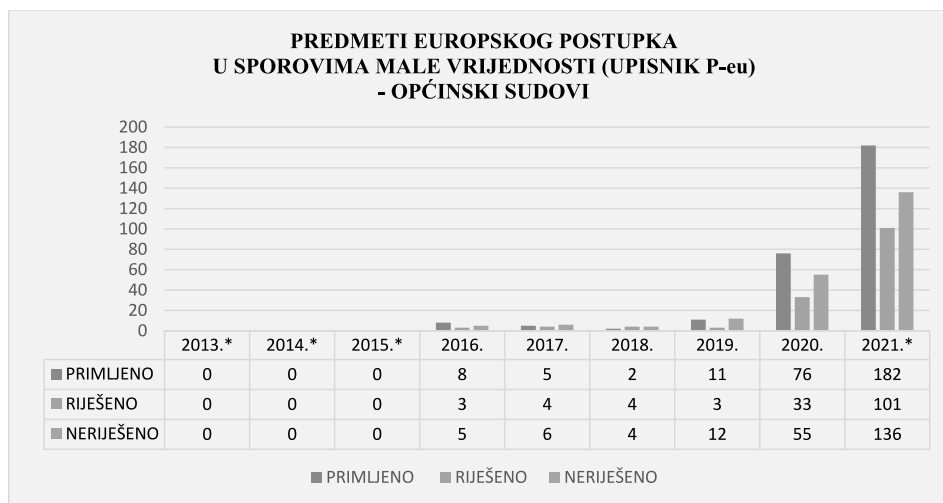 PREDMETI EUROPSKOG POSTUPKA
U SPOROVIMA MALE VRIJEDNOSTI (UPISNIK P-eu)
- OPĆINSKI SUDOVI
200
180
160
140
120
100
80
60
40
20
0
2013.* 2014.* 2015.* 2016. 2017. 2018. 2019. 2020. 2021.*
PRIMLJENO 0 0 0 8 5 2 11 76 182
RIJEŠENO 0 0 0 3 4 4 3 33 101
NERIJEŠENO 0 0 0 5 6 4 12 55 136
PRIMLJENO RIJEŠENO NERIJEŠENO